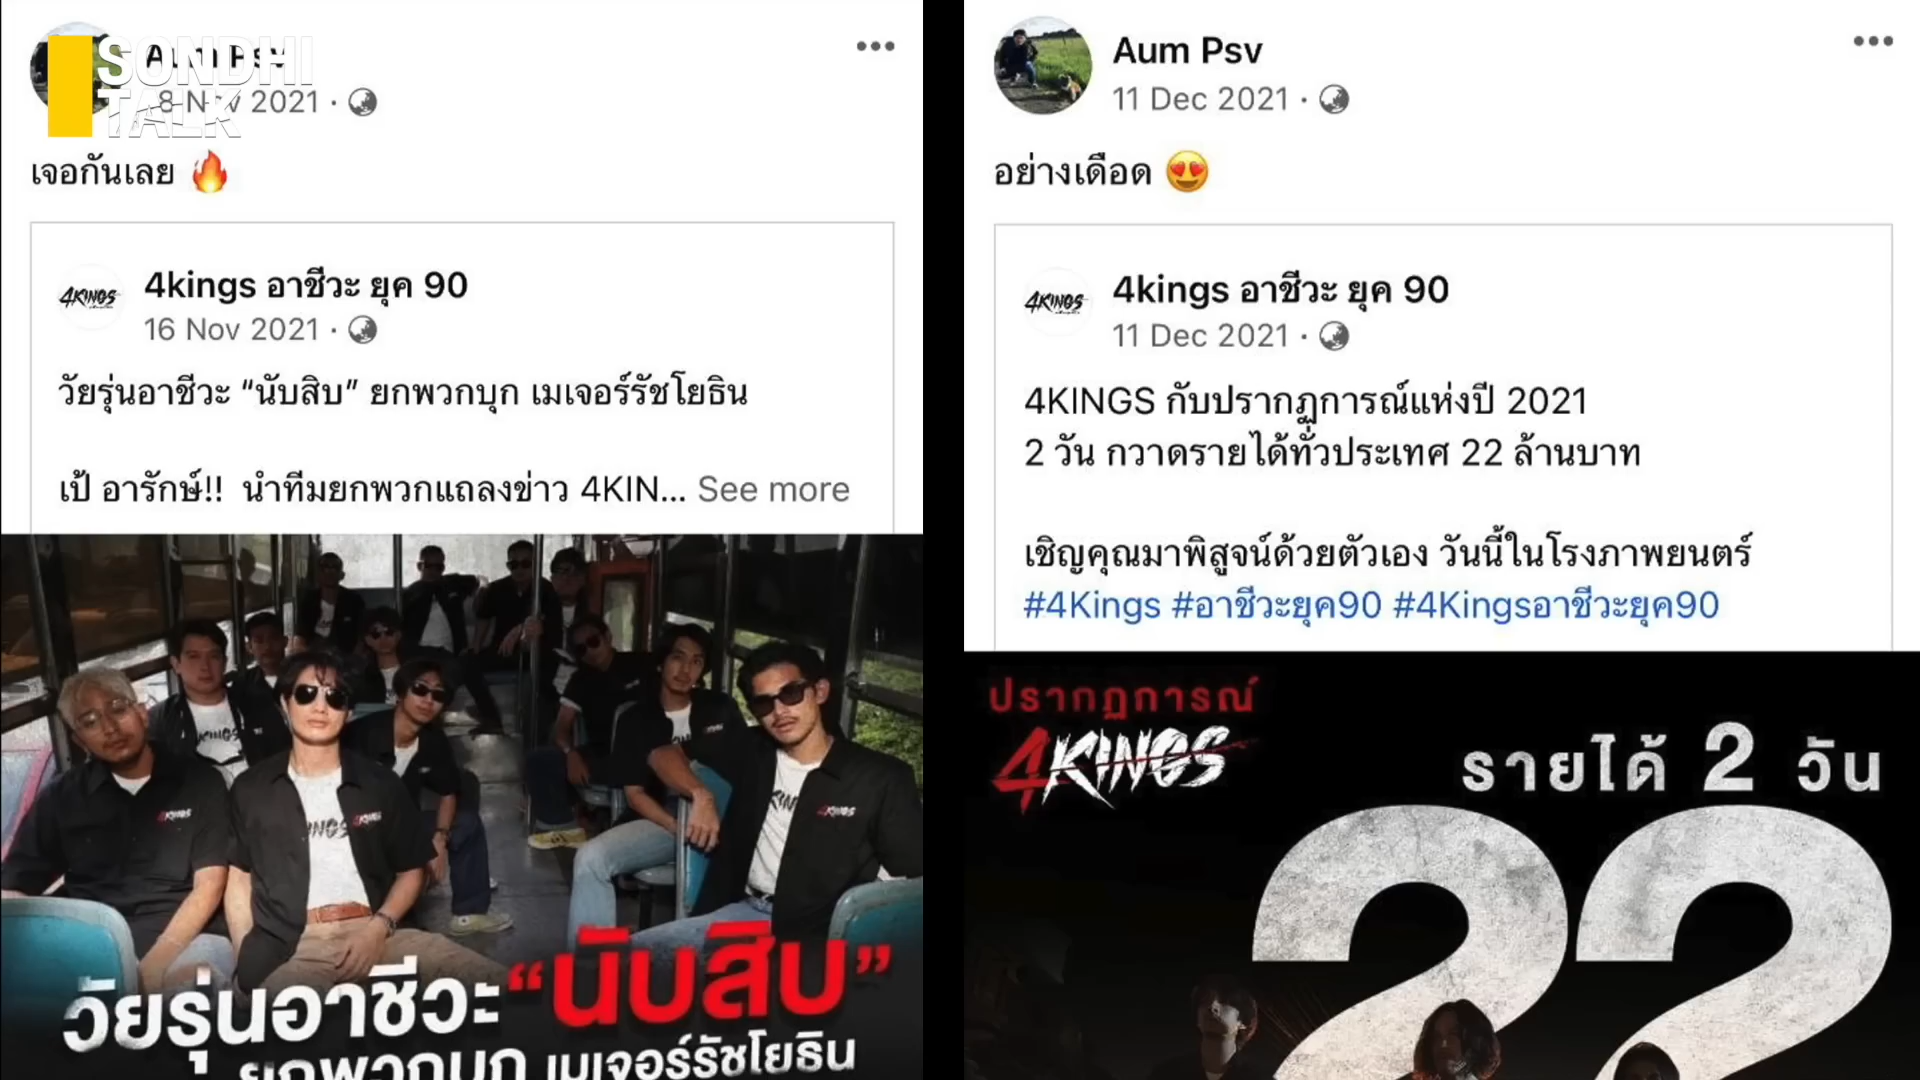 SONDHI
TALK
Aum Psv
8 Nov 2021 ·
เจอกันเลย 🔥
4KINGS
4kings อาชีวะ ยุค 90
16 Nov 2021 ·
วัยรุ่นอาชีวะ “นับสิบ” ยกพวกบุก เมเจอร์รัชโยธิน
เป้ อารักษ์!! นำทีมยกพวกแถลงข่าว 4KIN... See more
4KINGS
4KINGS
4KINGS
วัยรุ่นอาชีวะ “นับสิบ”
ยกพวกบุก เมเจอร์รัชโยธิน
Aum Psv
11 Dec 2021 ·
อย่างเดือด 😍
4KINGS
4kings อาชีวะ ยุค 90
11 Dec 2021 ·
4KINGS กับปรากฏการณ์แห่งปี 2021
2 วัน กวาดรายได้ทั่วประเทศ 22 ล้านบาท
เชิญคุณมาพิสูจน์ด้วยตัวเอง วันนี้ในโรงภาพยนตร์
#4Kings #อาชีวะยุค90 #4Kingsอาชีวะยุค90
ปรากฏการณ์
4KINGS
รายได้ 2 วัน
22